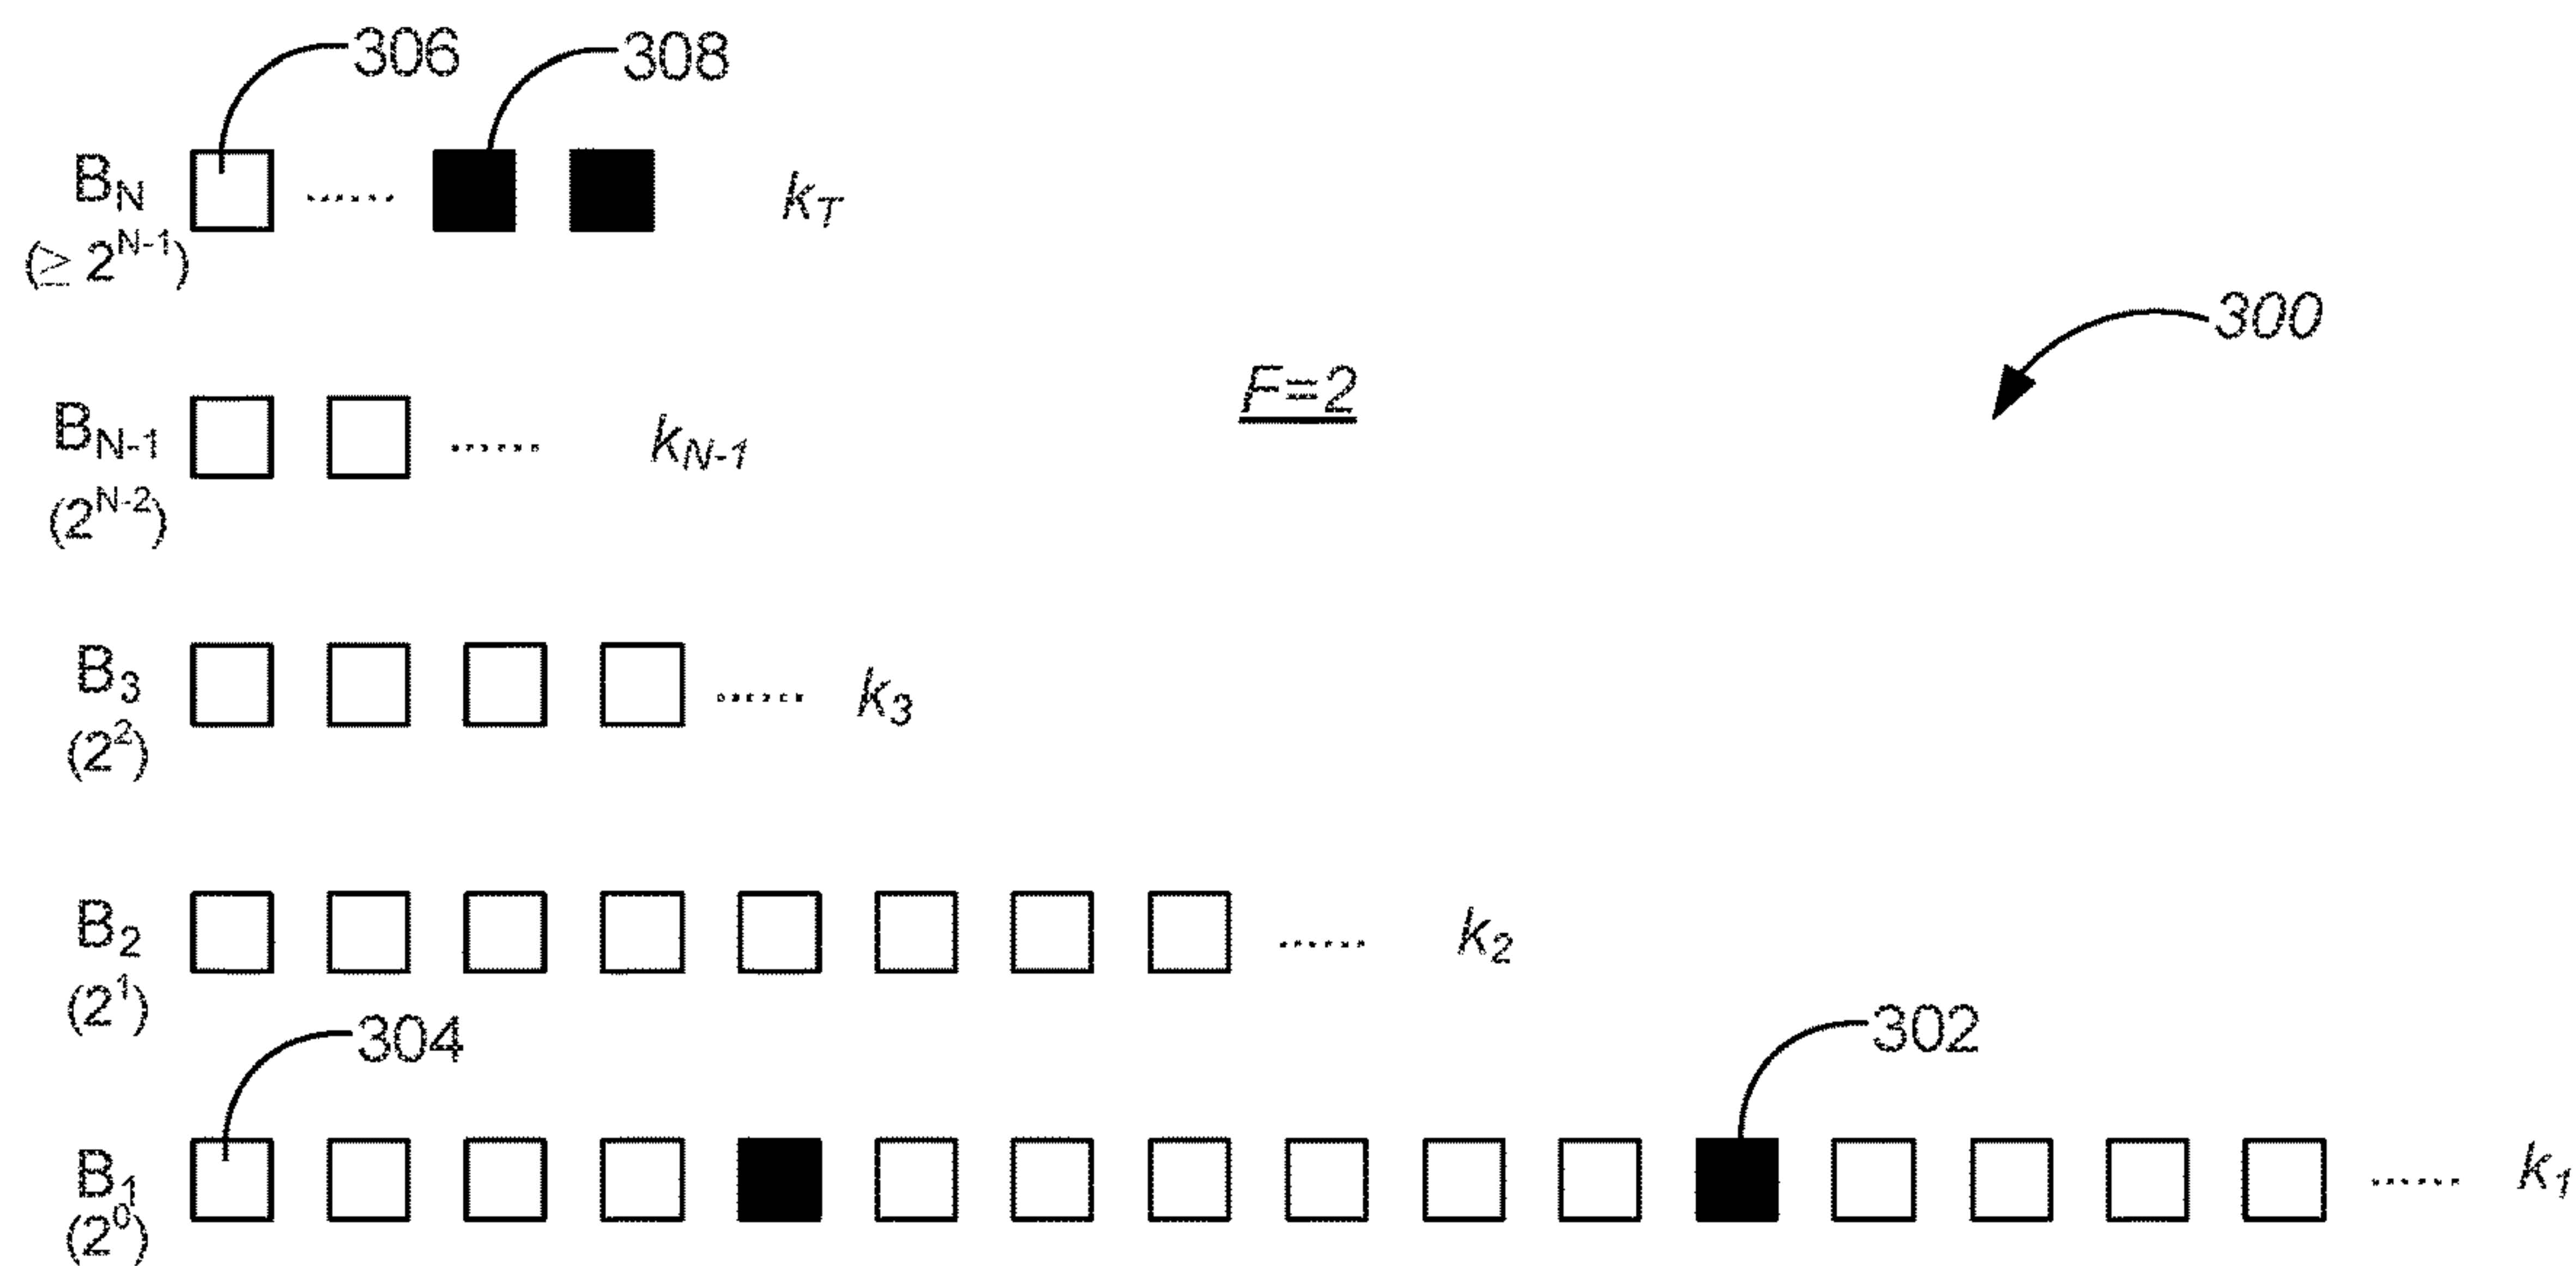 306 308
B_N ...... k_T
(≥ 2^{N-1})
300
F=2
B_{N-1} ...... k_{N-1}
(2^{N-2})
B_3 ...... k_3
(2^2)
B_2 ...... k_2
(2^1)
304 302
B_1 ...... k_1
(2^0)